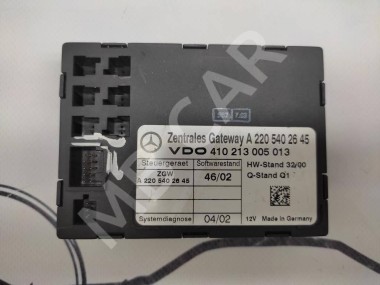 Zentrales Gateway A 220 540 26 45
VDO 410 213 005 013
Steuergeraet Softwarestand HW-Stand 32/00
ZGW 46/02 Q-Stand Q1
A 220 540 26 45
Systemdiagnose 04/02 12V Made in Germany